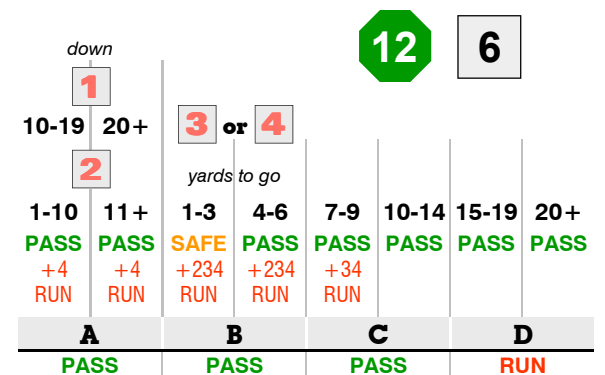 12 6
down
1
10-19 20+ 3 or 4
2 yards to go
1-10 11+ 1-3 4-6 7-9 10-14 15-19 20+
PASS PASS SAFE PASS PASS PASS PASS PASS
+4 +4 +234 +234 +34
RUN RUN RUN RUN RUN
A B C D
PASS PASS PASS RUN